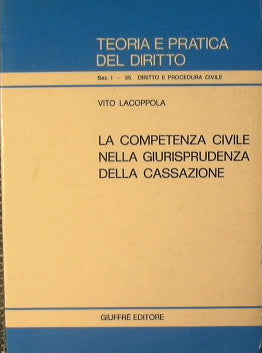 TEORIA E PRATICA
DEL DIRITTO
Sez. I - 35 DIRITTO E PROCEDURA CIVILE
VITO LACOPPOLA
LA COMPETENZA CIVILE
NELLA GIURISPRUDENZA
DELLA CASSAZIONE
GIUFFRÈ EDITORE